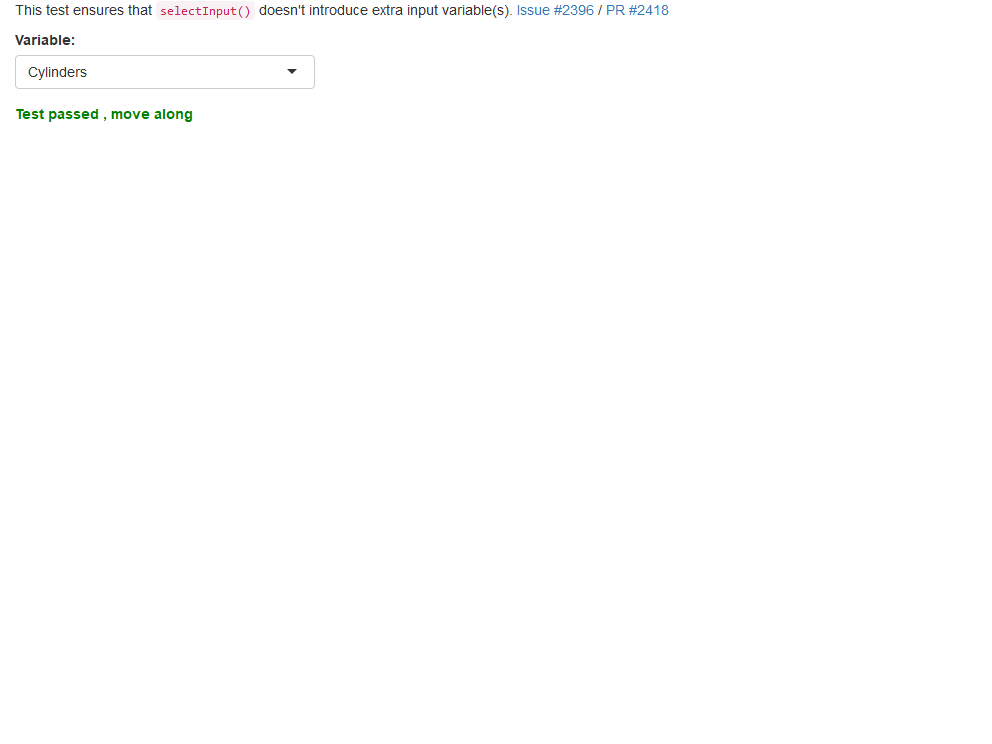 This test ensures that selectInput() doesn't introduce extra input variable(s). Issue #2396 / PR #2418
Variable:
Cylinders
Test passed , move along